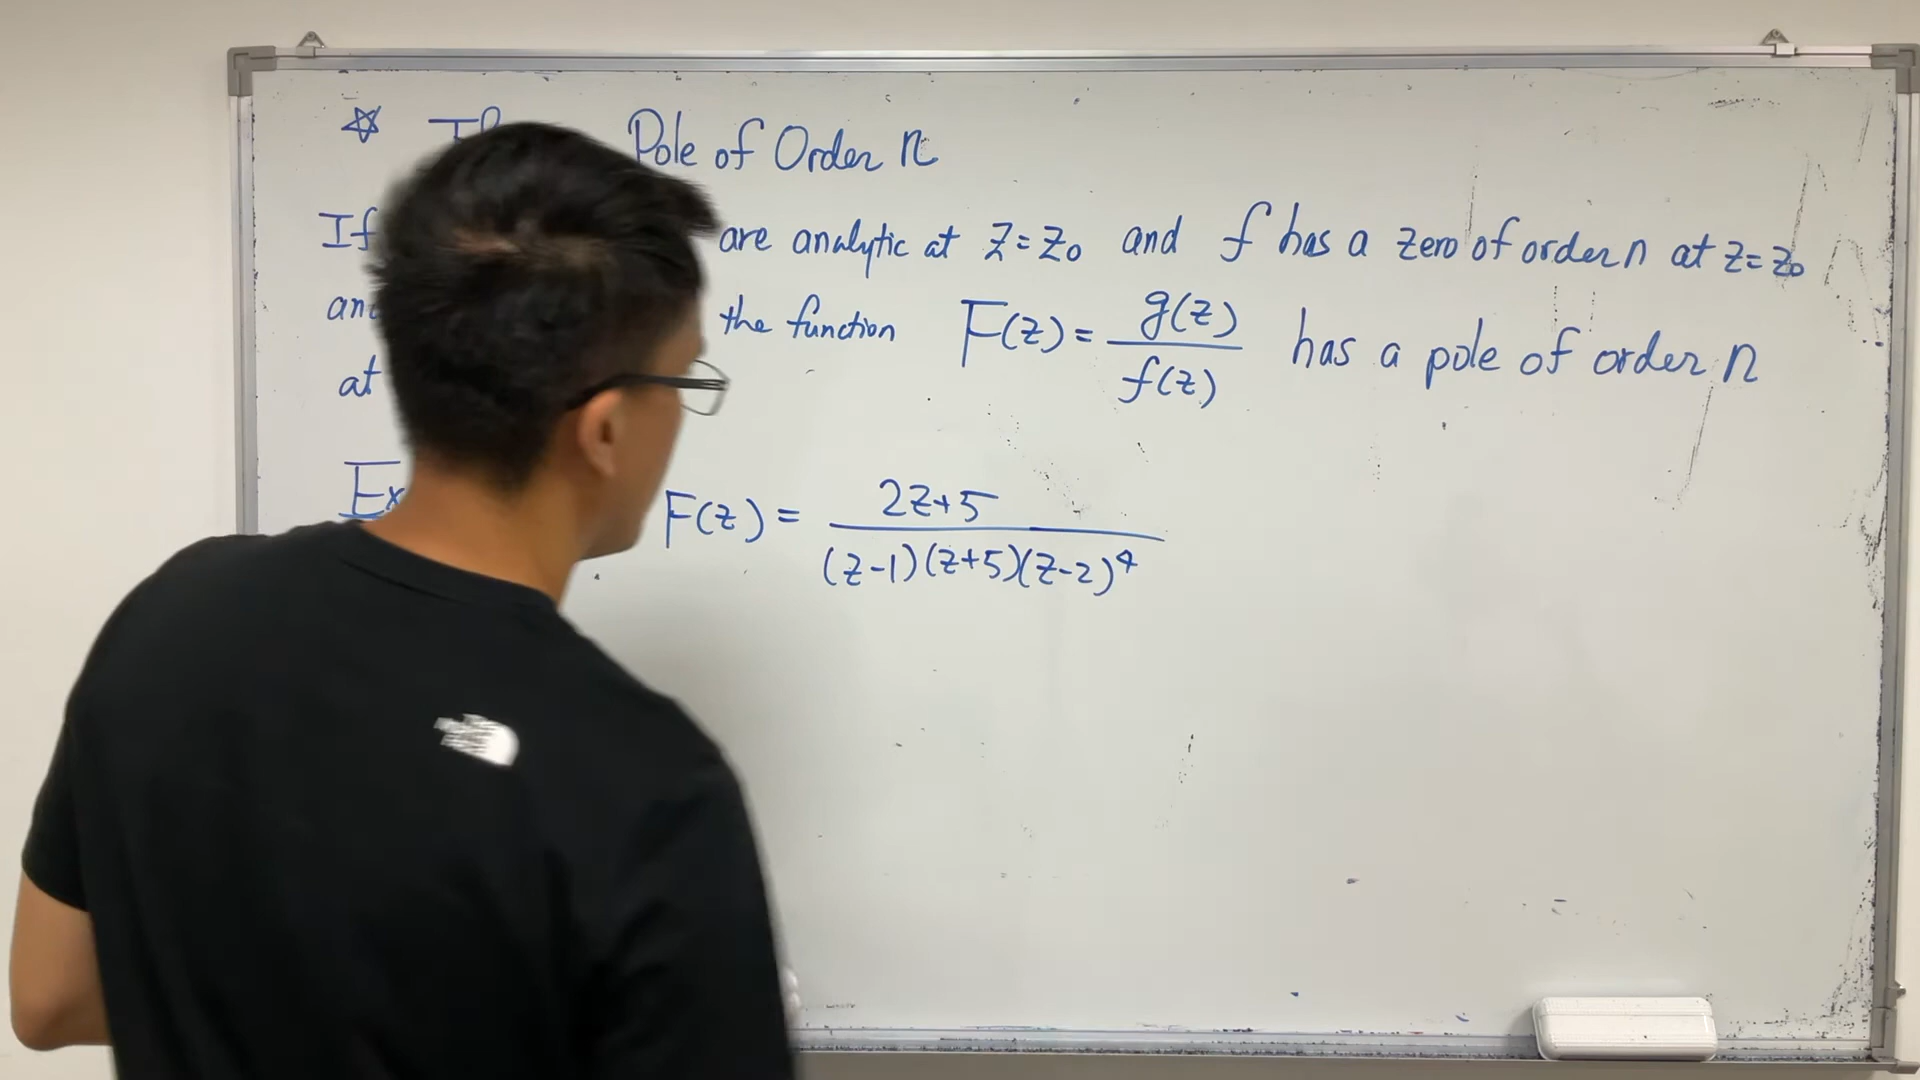 ☆ Pole of Order n
If are analytic at z=z₀ and f has a zero of order n at z=z₀
the function F(z) = g(z)/f(z) has a pole of order n
at
Ex F(z) = (2z+5)/((z-1)(z+5)(z-2)⁴)